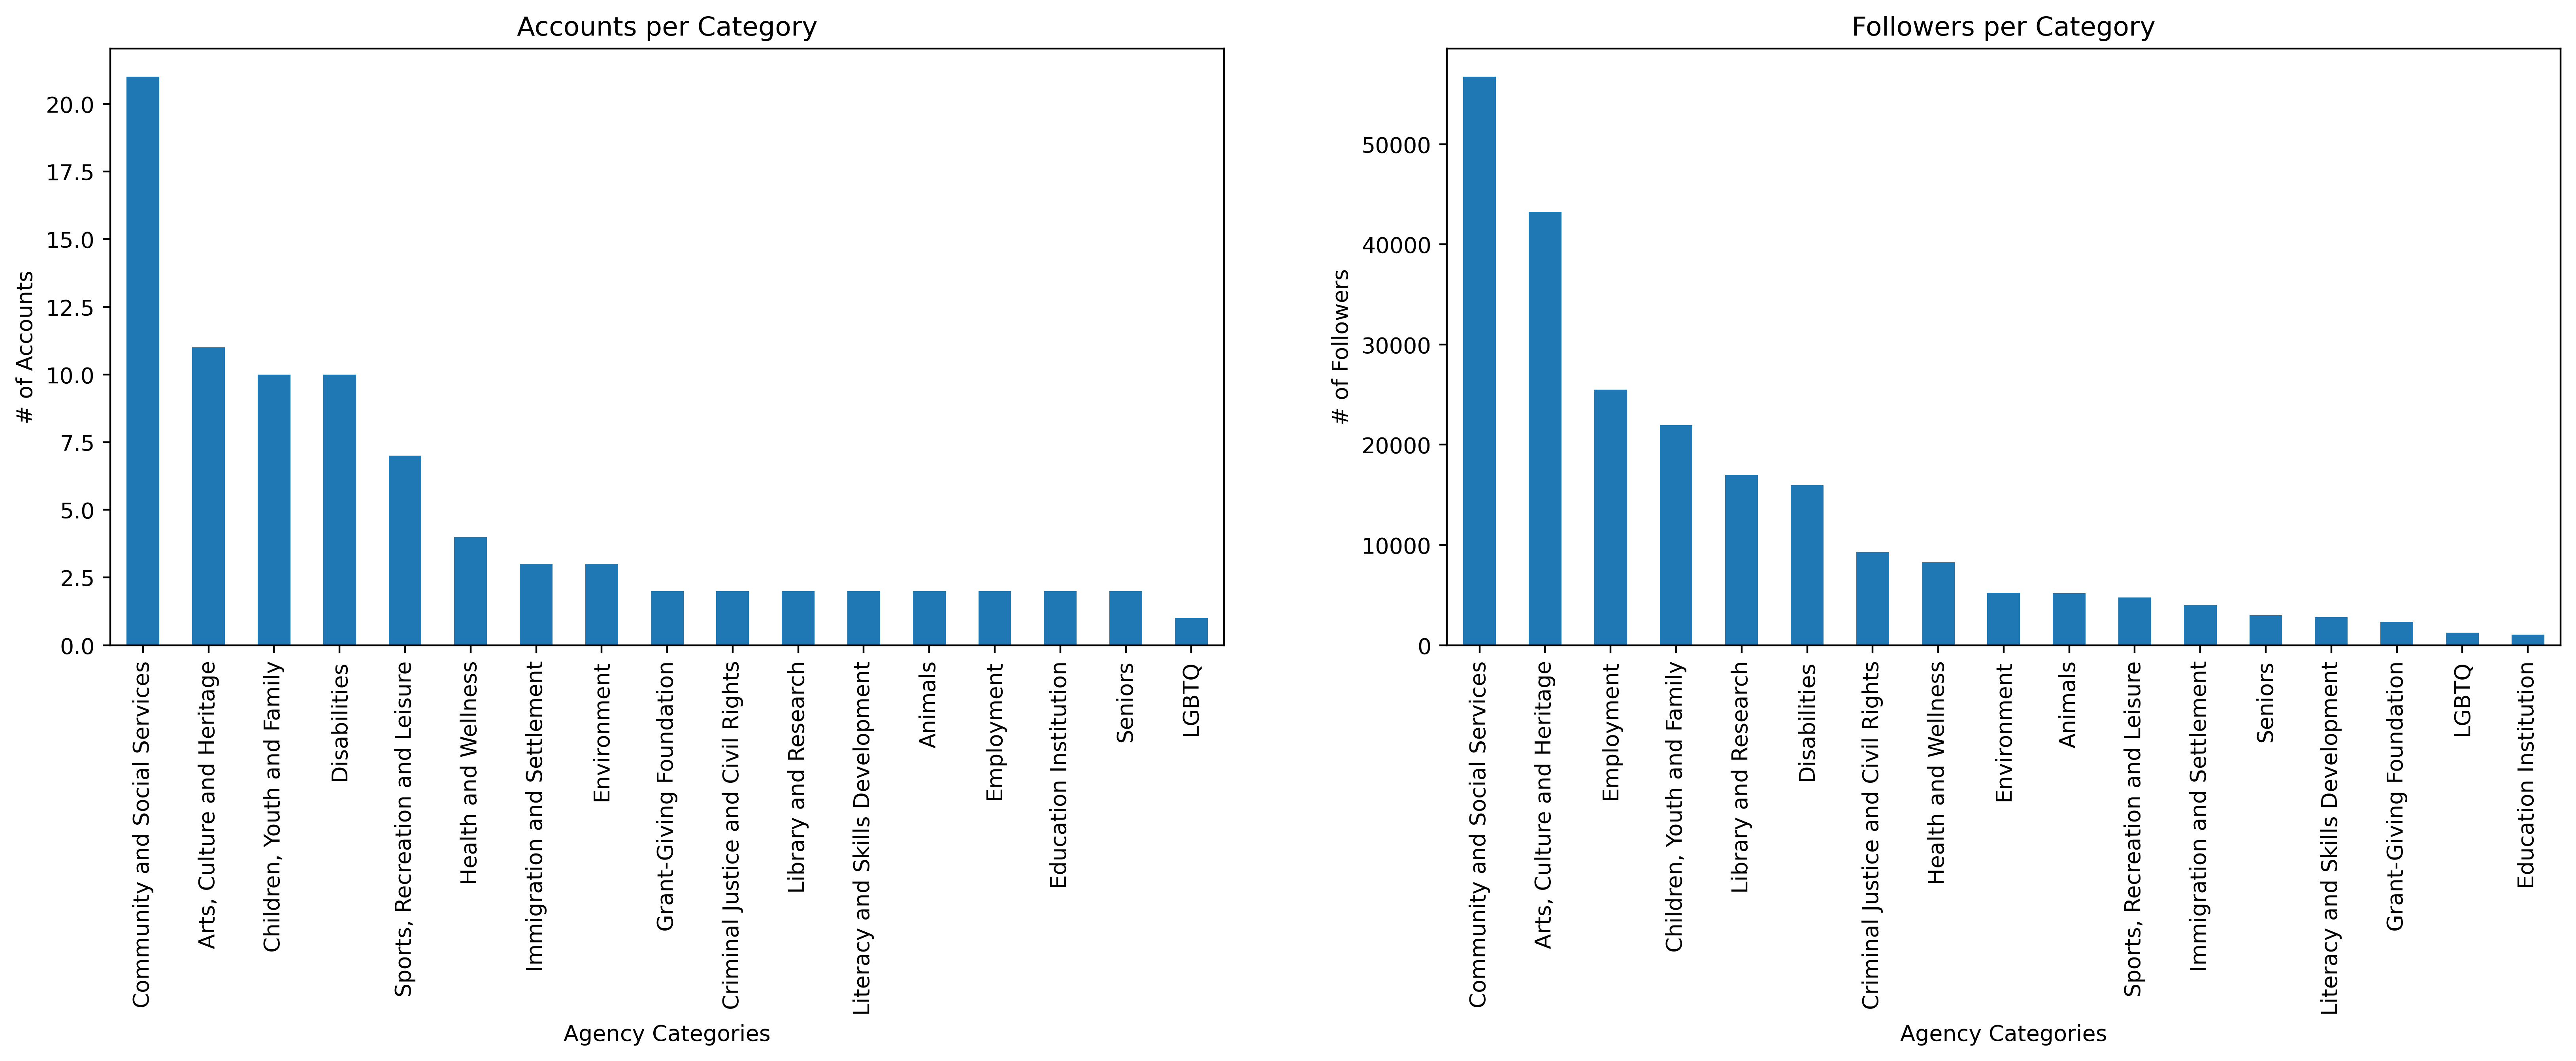 Accounts per Category
# of Accounts
20.0
17.5
15.0
12.5
10.0
7.5
5.0
2.5
0.0
Community and Social Services
Arts, Culture and Heritage
Children, Youth and Family
Disabilities
Sports, Recreation and Leisure
Health and Wellness
Immigration and Settlement
Environment
Grant-Giving Foundation
Criminal Justice and Civil Rights
Library and Research
Literacy and Skills Development
Animals
Employment
Education Institution
Seniors
LGBTQ
Agency Categories
Followers per Category
# of Followers
50000
40000
30000
20000
10000
0
Community and Social Services
Arts, Culture and Heritage
Employment
Children, Youth and Family
Library and Research
Disabilities
Criminal Justice and Civil Rights
Health and Wellness
Environment
Animals
Sports, Recreation and Leisure
Immigration and Settlement
Seniors
Literacy and Skills Development
Grant-Giving Foundation
LGBTQ
Education Institution
Agency Categories